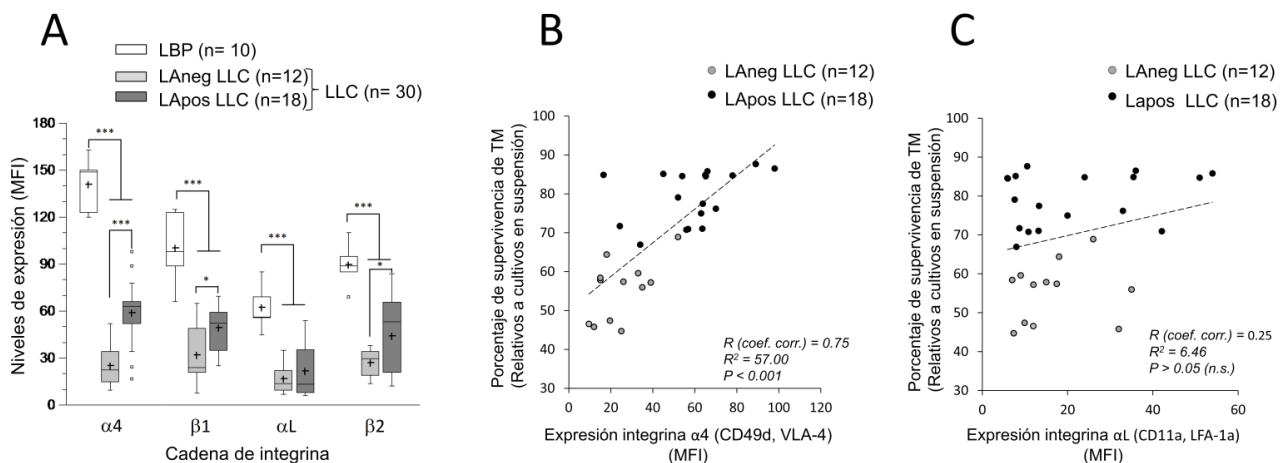 A
LBP (n= 10)
LAneg LLC (n=12)
LApos LLC (n=18)
LLC (n= 30)
Niveles de expresión (MFI)
180
150
120
90
60
30
0
***
***
***
*
***
***
*
α4
β1
αL
β2
Cadena de integrina
B
LAneg LLC (n=12)
LApos LLC (n=18)
Porcentaje de supervivencia de TM
(Relativos a cultivos en suspensión)
100
90
80
70
60
50
40
30
R (coef. corr.) = 0.75
R² = 57.00
P < 0.001
0
20
40
60
80
100
120
Expresión integrina α4 (CD49d, VLA-4)
(MFI)
C
LAneg LLC (n=12)
Lapos LLC (n=18)
Porcentaje de supervivencia de TM
(Relativos a cultivos en suspensión)
100
90
80
70
60
50
40
30
R (coef. corr.) = 0.25
R² = 6.46
P > 0.05 (n.s.)
0
20
40
60
Expresión integrina αL (CD11a, LFA-1a)
(MFI)